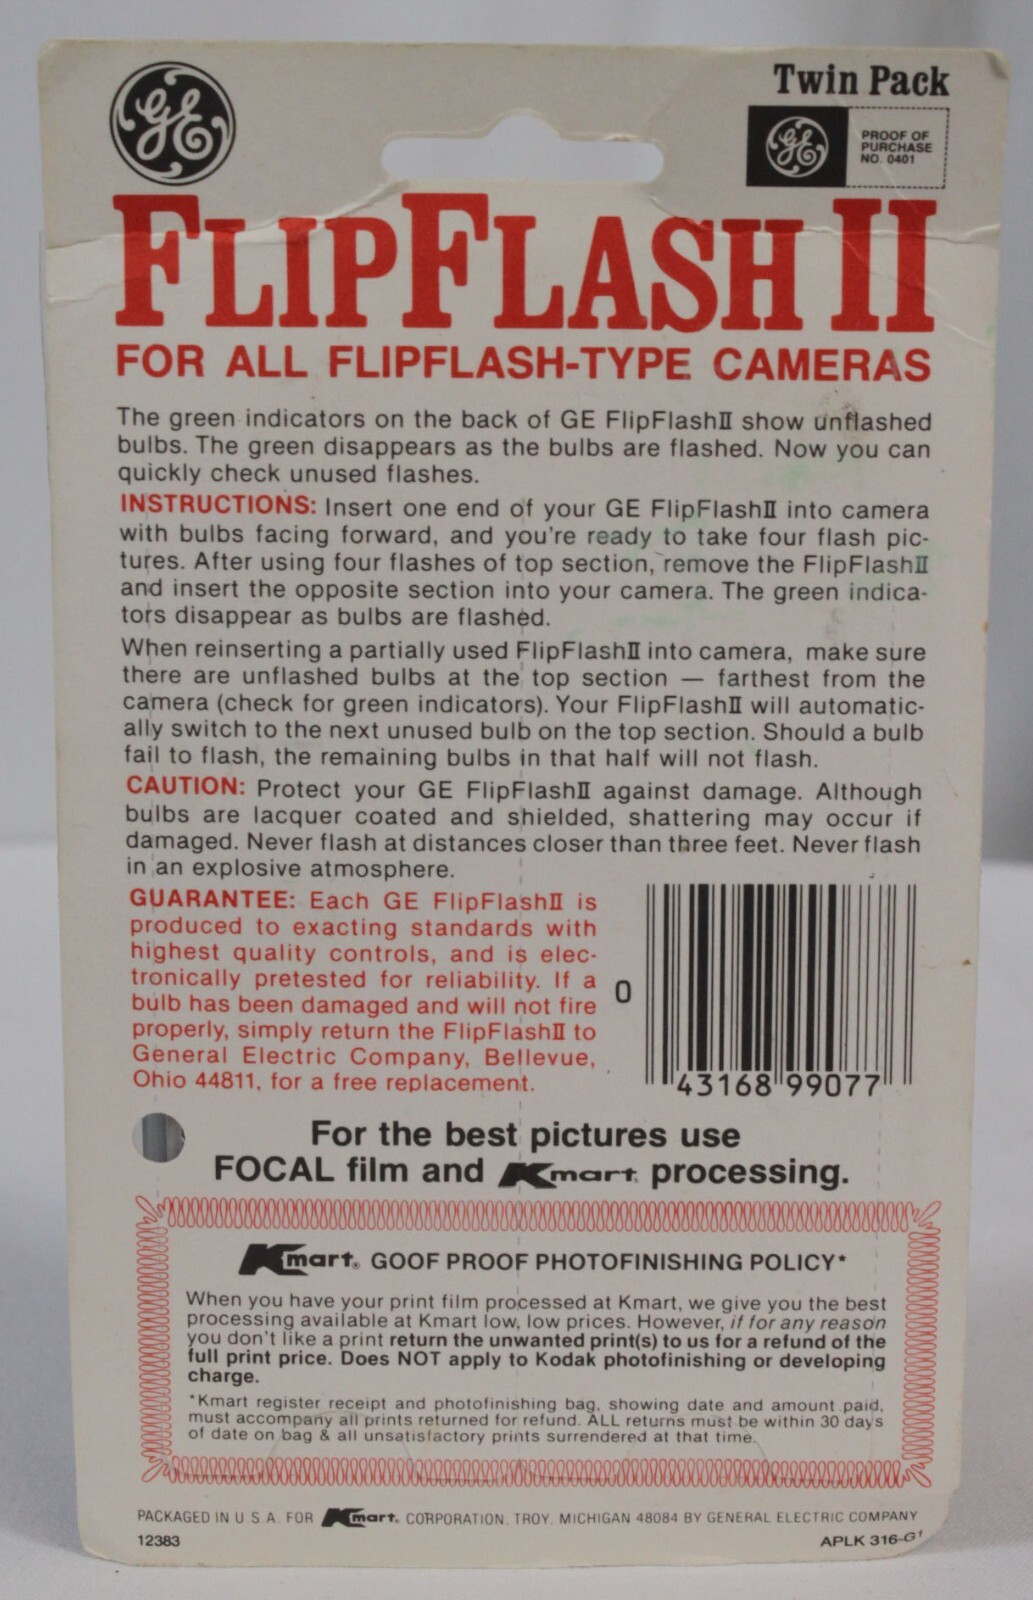 GE
Twin Pack
GE
PROOF OF
PURCHASE
NO. 0401
FLIPFLASH II
FOR ALL FLIPFLASH-TYPE CAMERAS
The green indicators on the back of GE FlipFlashII show unflashed
bulbs. The green disappears as the bulbs are flashed. Now you can
quickly check unused flashes.
INSTRUCTIONS: Insert one end of your GE FlipFlashII into camera
with bulbs facing forward, and you're ready to take four flash pic-
tures. After using four flashes of top section, remove the FlipFlashII
and insert the opposite section into your camera. The green indica-
tors disappear as bulbs are flashed.
When reinserting a partially used FlipFlashII into camera, make sure
there are unflashed bulbs at the top section — farthest from the
camera (check for green indicators). Your FlipFlashII will automatic-
ally switch to the next unused bulb on the top section. Should a bulb
fail to flash, the remaining bulbs in that half will not flash.
CAUTION: Protect your GE FlipFlashII against damage. Although
bulbs are lacquer coated and shielded, shattering may occur if
damaged. Never flash at distances closer than three feet. Never flash
in an explosive atmosphere.
GUARANTEE: Each GE FlipFlashII is
produced to exacting standards with
highest quality controls, and is elec-
tronically pretested for reliability. If a
bulb has been damaged and will not fire
properly, simply return the FlipFlashII to
General Electric Company, Bellevue,
Ohio 44811, for a free replacement.
0 43168 99077
For the best pictures use
FOCAL film and Kmart® processing.
Kmart® GOOF PROOF PHOTOFINISHING POLICY*
When you have your print film processed at Kmart, we give you the best
processing available at Kmart low, low prices. However, if for any reason
you don't like a print return the unwanted print(s) to us for a refund of the
full print price. Does NOT apply to Kodak photofinishing or developing
charge.
*Kmart register receipt and photofinishing bag, showing date and amount paid,
must accompany all prints returned for refund. ALL returns must be within 30 days
of date on bag & all unsatisfactory prints surrendered at that time.
PACKAGED IN U.S.A. FOR Kmart® CORPORATION, TROY, MICHIGAN 48084 BY GENERAL ELECTRIC COMPANY
12383
APLK 316-G1